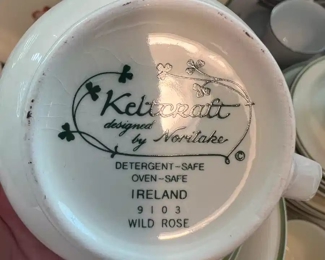 Keltcraft
designed
by Noritake
©
DETERGENT-SAFE
OVEN-SAFE
IRELAND
9103
WILD ROSE